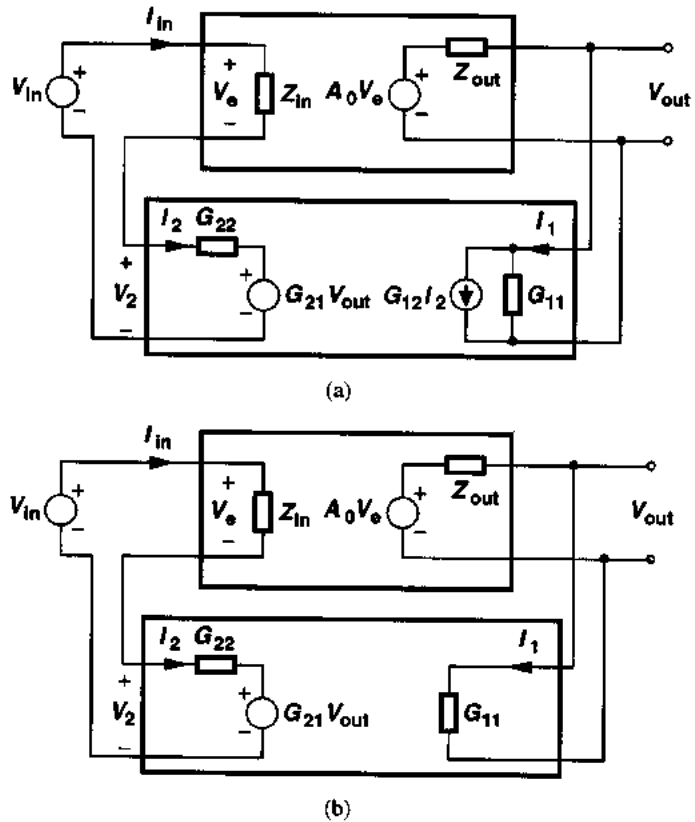 I_in
V_in
+
−
+
V_e
−
Z_in
A_0V_e
+
−
Z_out
V_out
I_2
G_22
I_1
+
V_2
−
+
−
G_21V_out
G_12I_2
G_11
(a)
I_in
V_in
+
−
+
V_e
−
Z_in
A_0V_e
+
−
Z_out
V_out
I_2
G_22
I_1
+
V_2
−
+
−
G_21V_out
G_11
(b)